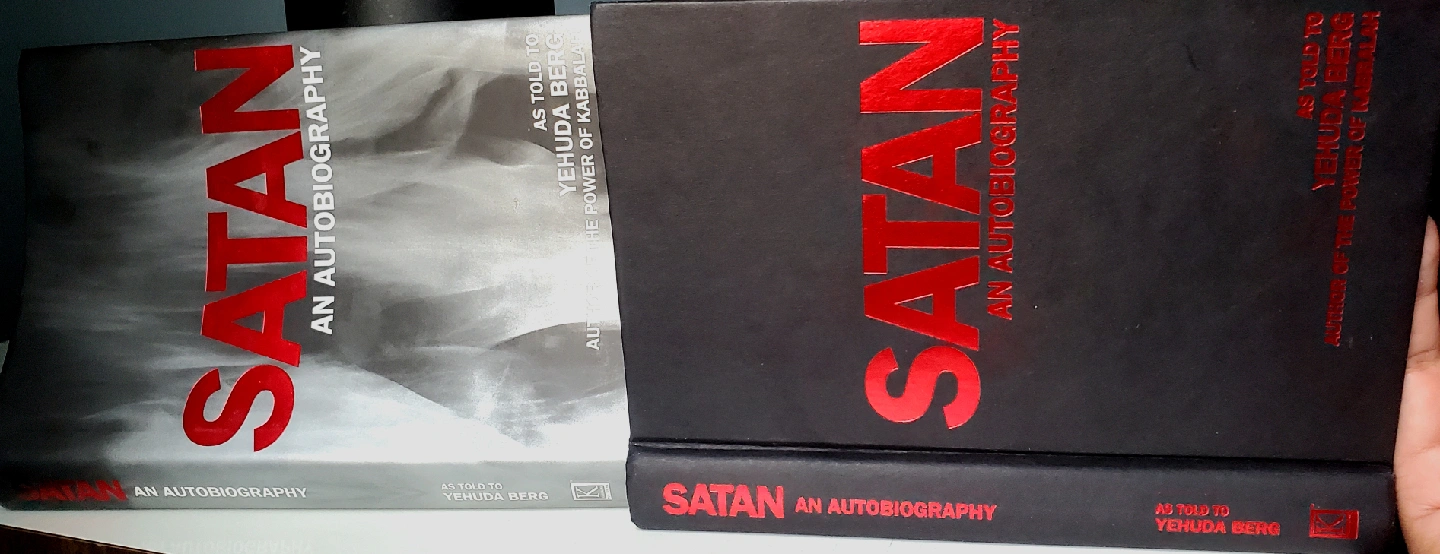 SATAN
AN AUTOBIOGRAPHY
AS TOLD TO
YEHUDA BERG
THE POWER OF KABBALAH
SATAN AN AUTOBIOGRAPHY
AS TOLD TO
YEHUDA BERG
SATAN
AN AUTOBIOGRAPHY
AS TOLD TO
YEHUDA BERG
AUTHOR OF THE POWER OF KABBALAH
SATAN AN AUTOBIOGRAPHY
AS TOLD TO
YEHUDA BERG